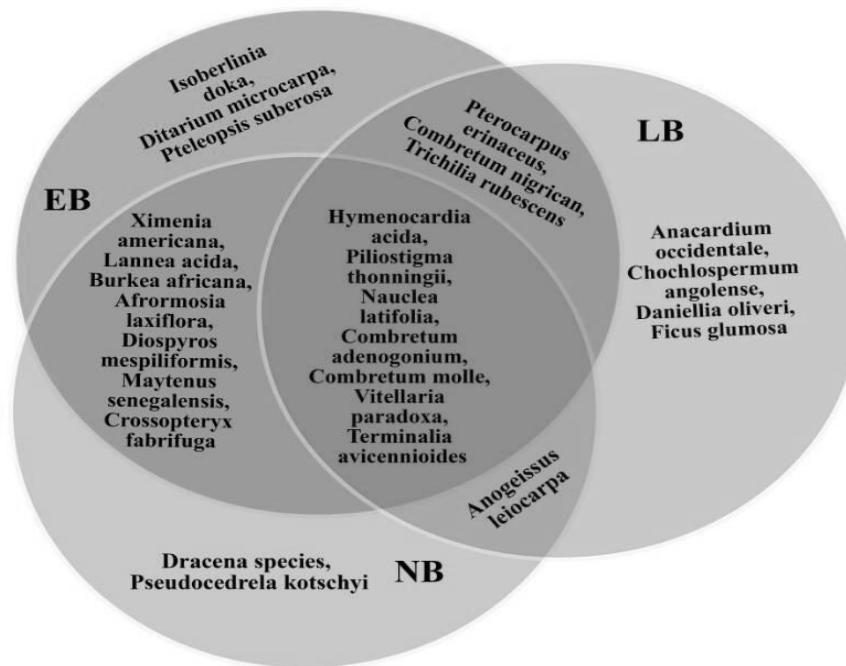 Isoberlinia
doka,
Ditarium microcarpa,
Pteleopsis suberosa
Pterocarpus
erinaceus,
Combretum nigrican,
Trichilia rubescens
LB
EB
Ximenia
americana,
Lannea acida,
Burkea africana,
Afrormosia
laxiflora,
Diospyros
mespiliformis,
Maytenus
senegalensis,
Crossopteryx
fabrifuga
Hymenocardia
acida,
Piliostigma
thonningii,
Nauclea
latifolia,
Combretum
adenogonium,
Combretum molle,
Vitellaria
paradoxa,
Terminalia
avicennioides
Anacardium
occidentale,
Chochlospermum
angolense,
Daniellia oliveri,
Ficus glumosa
Anogeissus
leiocarpa
Dracena species,
Pseudocedrela kotschyi
NB